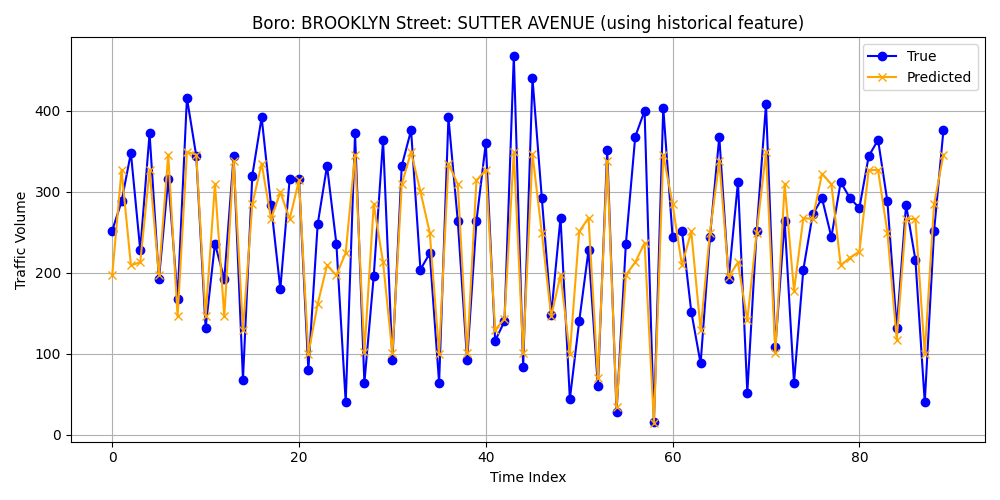 Boro: BROOKLYN Street: SUTTER AVENUE (using historical feature)
True
Predicted
Traffic Volume
400
300
200
100
0
0 20 40 60 80
Time Index